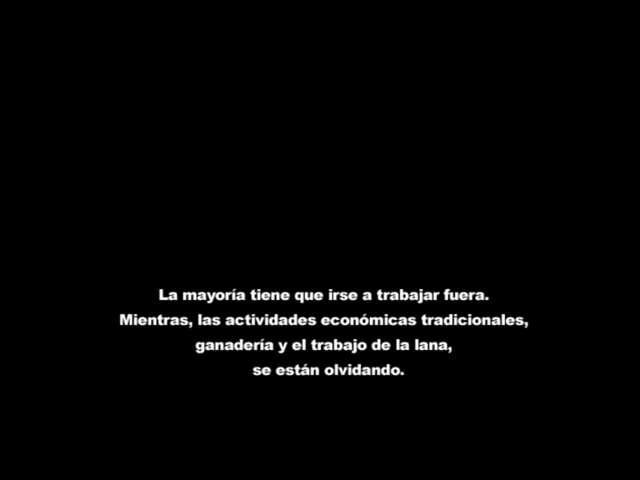 La mayoría tiene que irse a trabajar fuera.
Mientras, las actividades económicas tradicionales,
ganadería y el trabajo de la lana,
se están olvidando.